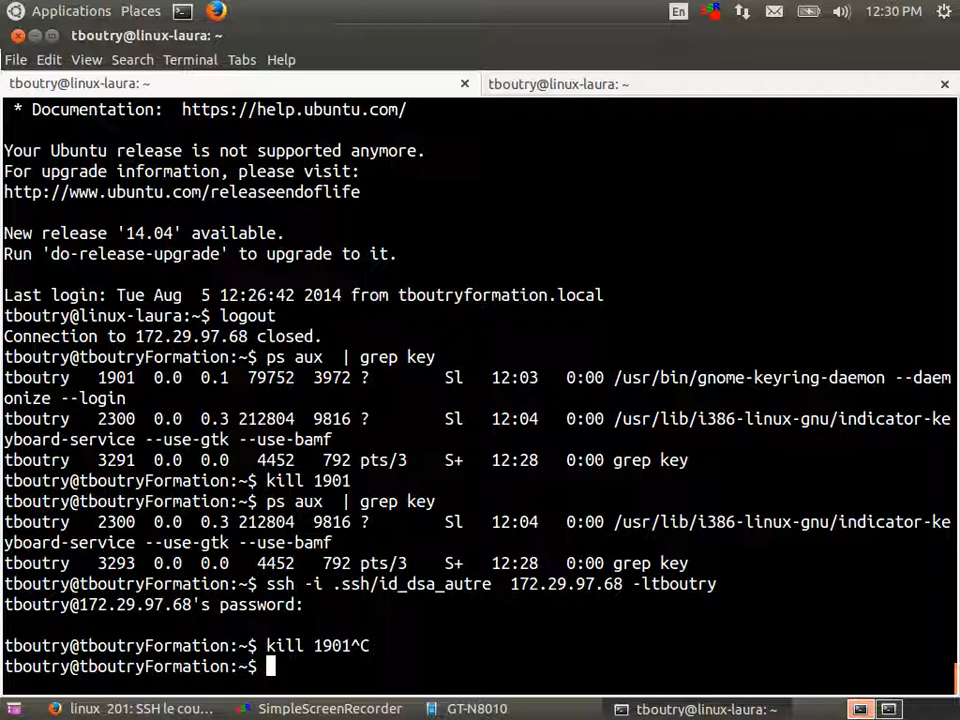 Applications Places En 12:30 PM
tboutry@linux-laura: ~
File Edit View Search Terminal Tabs Help
tboutry@linux-laura: ~ tboutry@linux-laura: ~
* Documentation:  https://help.ubuntu.com/
Your Ubuntu release is not supported anymore.
For upgrade information, please visit:
http://www.ubuntu.com/releaseendoflife
New release '14.04' available.
Run 'do-release-upgrade' to upgrade to it.
Last login: Tue Aug  5 12:26:42 2014 from tboutryformation.local
tboutry@linux-laura:~$ logout
Connection to 172.29.97.68 closed.
tboutry@tboutryFormation:~$ ps aux  | grep key
tboutry   1901  0.0  0.1  79752  3972 ?        Sl   12:03   0:00 /usr/bin/gnome-keyring-daemon --daem
onize --login
tboutry   2300  0.0  0.3 212804  9816 ?        Sl   12:04   0:00 /usr/lib/i386-linux-gnu/indicator-ke
yboard-service --use-gtk --use-bamf
tboutry   3291  0.0  0.0   4452   792 pts/3    S+   12:28   0:00 grep key
tboutry@tboutryFormation:~$ kill 1901
tboutry@tboutryFormation:~$ ps aux  | grep key
tboutry   2300  0.0  0.3 212804  9816 ?        Sl   12:04   0:00 /usr/lib/i386-linux-gnu/indicator-ke
yboard-service --use-gtk --use-bamf
tboutry   3293  0.0  0.0   4452   792 pts/3    S+   12:28   0:00 grep key
tboutry@tboutryFormation:~$ ssh -i .ssh/id_dsa_autre  172.29.97.68 -ltboutry
tboutry@172.29.97.68's password:
tboutry@tboutryFormation:~$ kill 1901^C
tboutry@tboutryFormation:~$
linux 201: SSH le cou... SimpleScreenRecorder GT-N8010 tboutry@linux-laura: ~